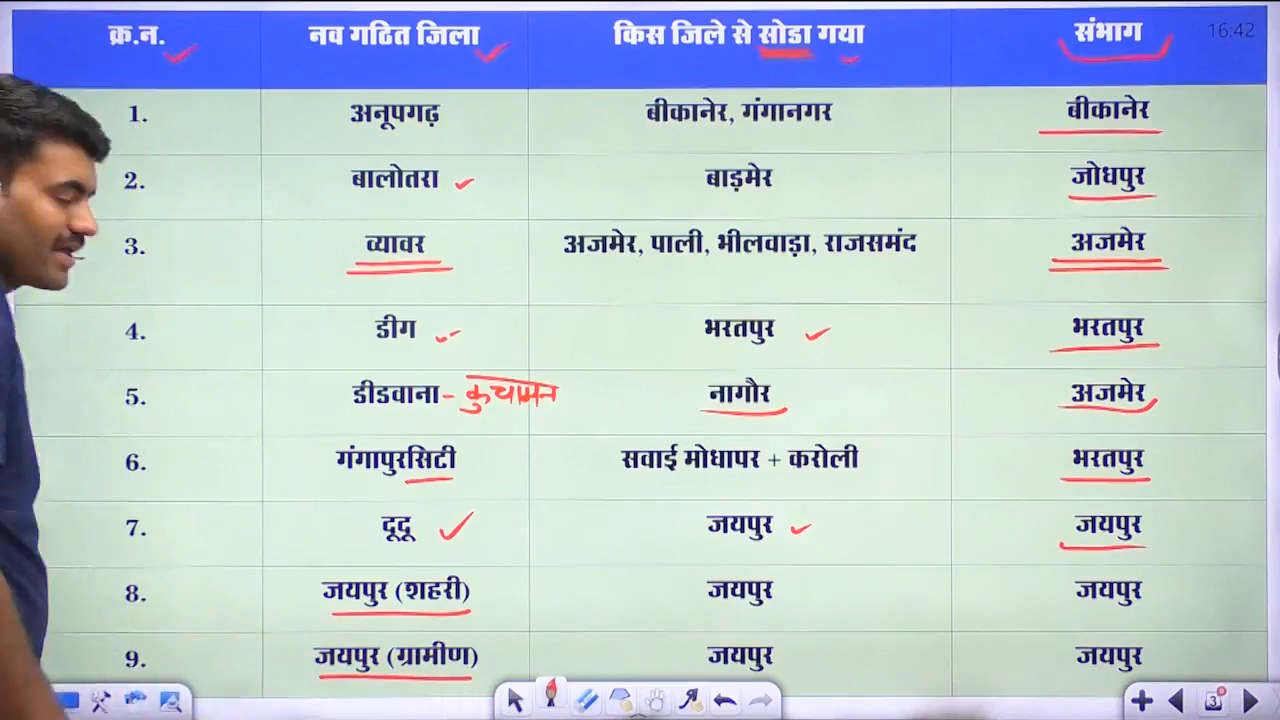 क्र.न. नव गठित जिला किस जिले से सोडा गया संभाग 16:42
1. अनूपगढ़ बीकानेर, गंगानगर बीकानेर
2. बालोतरा बाड़मेर जोधपुर
3. व्यावर अजमेर, पाली, भीलवाड़ा, राजसमंद अजमेर
4. डीग भरतपुर भरतपुर
5. डीडवाना - कुचामन नागौर अजमेर
6. गंगापुरसिटी सवाई मोधापर + करोली भरतपुर
7. दूदू जयपुर जयपुर
8. जयपुर (शहरी) जयपुर जयपुर
9. जयपुर (ग्रामीण) जयपुर जयपुर
3